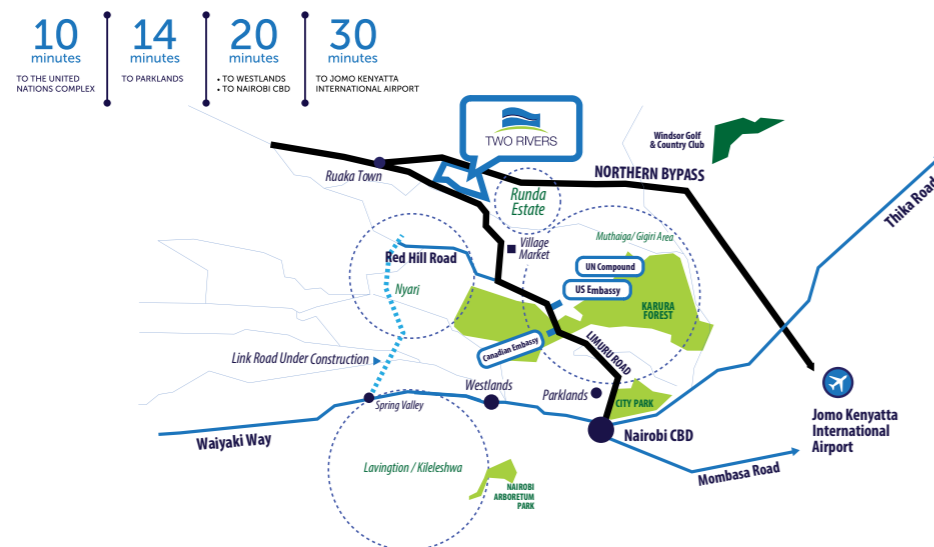 10
minutes
TO THE UNITED
NATIONS COMPLEX
14
minutes
TO PARKLANDS
20
minutes
• TO WESTLANDS
• TO NAIROBI CBD
30
minutes
TO JOMO KENYATTA
INTERNATIONAL AIRPORT
TWO RIVERS
Windsor Golf
& Country Club
Ruaka Town
NORTHERN BYPASS
Runda
Estate
Thika Road
Muthaiga/ Gigiri Area
Village
Market
Red Hill Road
UN Compound
US Embassy
Nyari
KARURA
FOREST
LIMURU ROAD
Canadian Embassy
Link Road Under Construction
Westlands
Parklands
CITY PARK
Spring Valley
Jomo Kenyatta
International
Airport
Waiyaki Way
Nairobi CBD
Mombasa Road
Lavington / Kileleshwa
NAIROBI
ARBORETUM
PARK